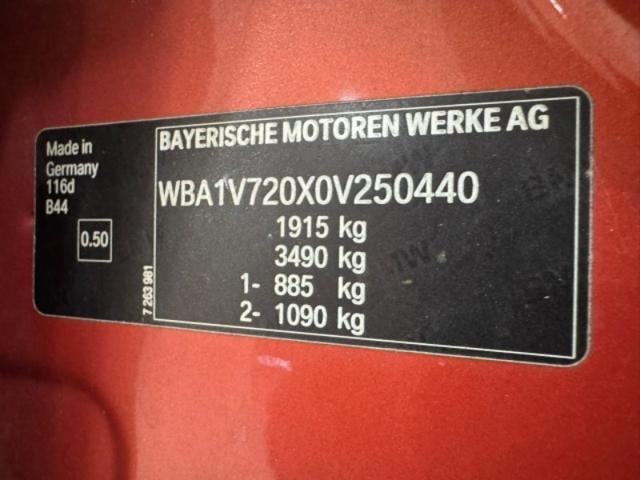 Made in
Germany
116d
B44
0.50
7 263 981
BAYERISCHE MOTOREN WERKE AG
WBA1V720X0V250440
1915 kg
3490 kg
1- 885 kg
2- 1090 kg